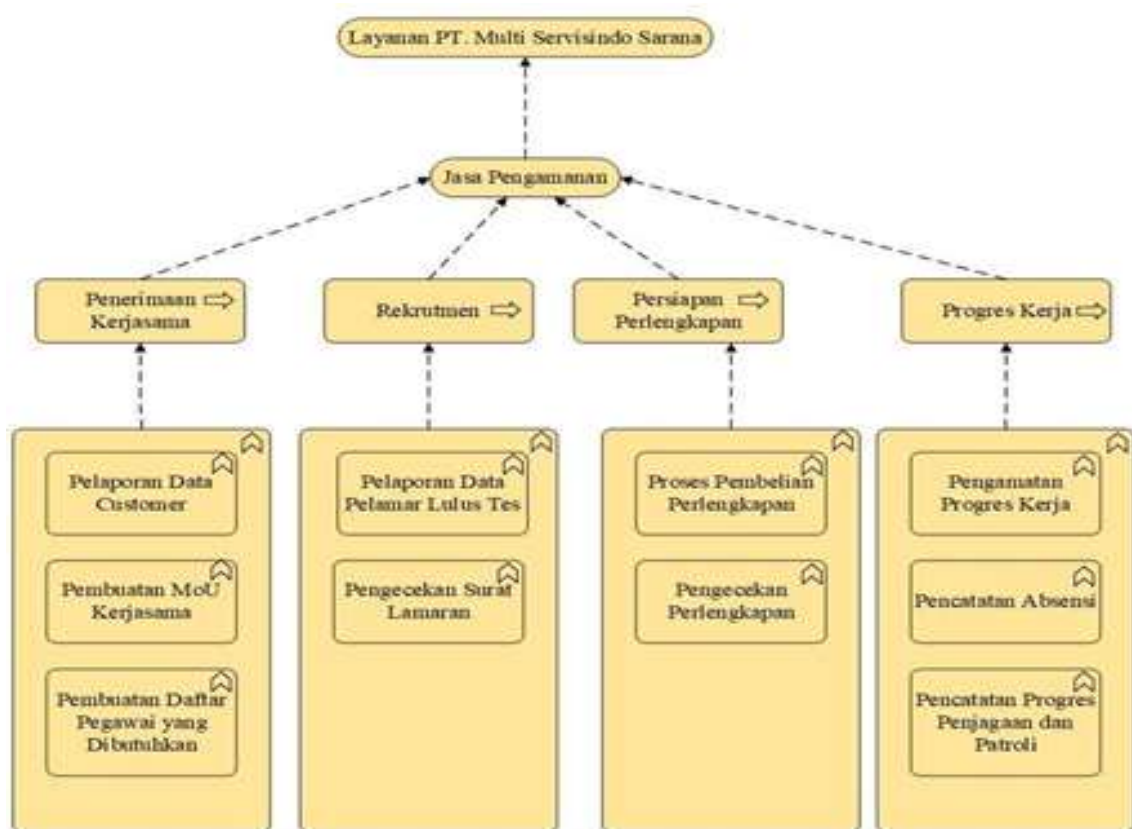 Layanan PT. Multi Servisindo Sarana
Jasa Pengamanan
Penerimaan
Kerjasama
Rekrutmen
Persiapan
Perlengkapan
Progres Kerja
Pelaporan Data
Customer
Pembuatan MoU
Kerjasama
Pembuatan Daftar
Pegawai yang
Dibutuhkan
Pelaporan Data
Pelamar Lulus Tes
Pengecekan Surat
Lamaran
Proses Pembelian
Perlengkapan
Pengecekan
Perlengkapan
Pengamatan
Progres Kerja
Pencatatan Absensi
Pencatatan Progres
Penjagaan dan
Patroli